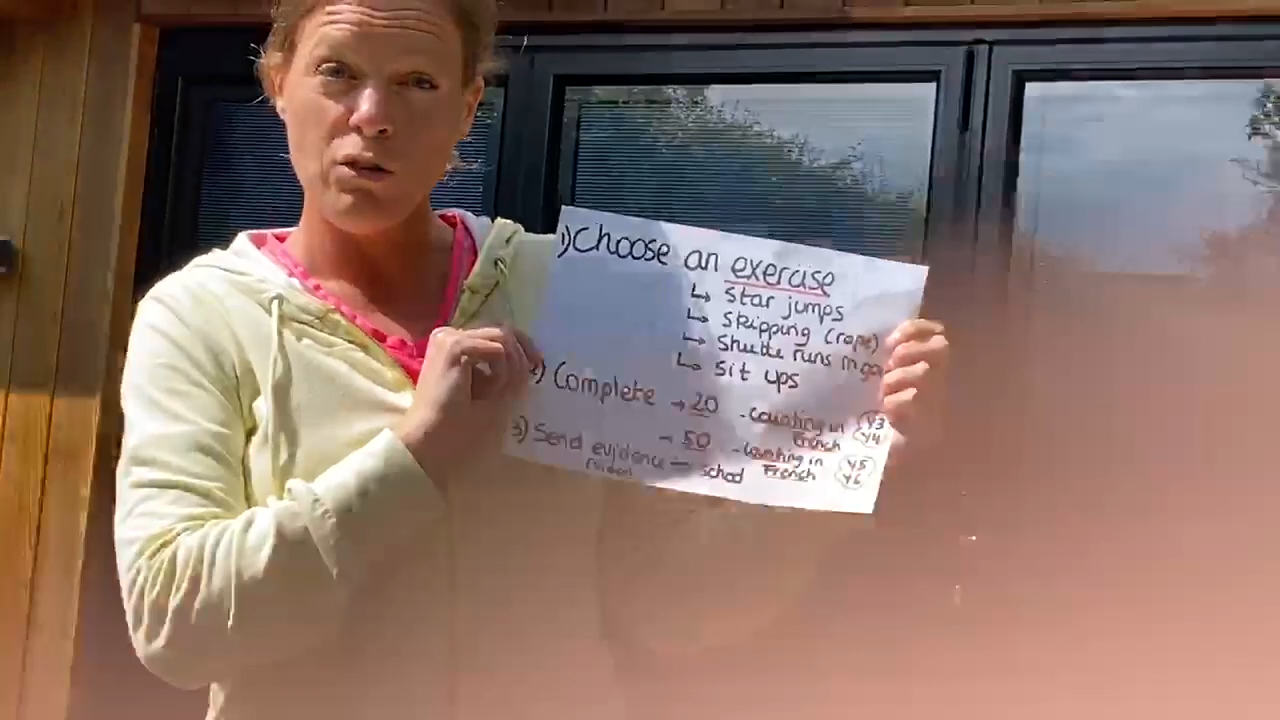 1) Choose an exercise
↳ Star jumps
↳ Skipping (rope)
↳ Shuttle runs in
↳ Sit ups
2) Complete → 20 - counting in French Y3 Y4
→ 50 - counting in French Y5 Y6
3) Send evidence — school